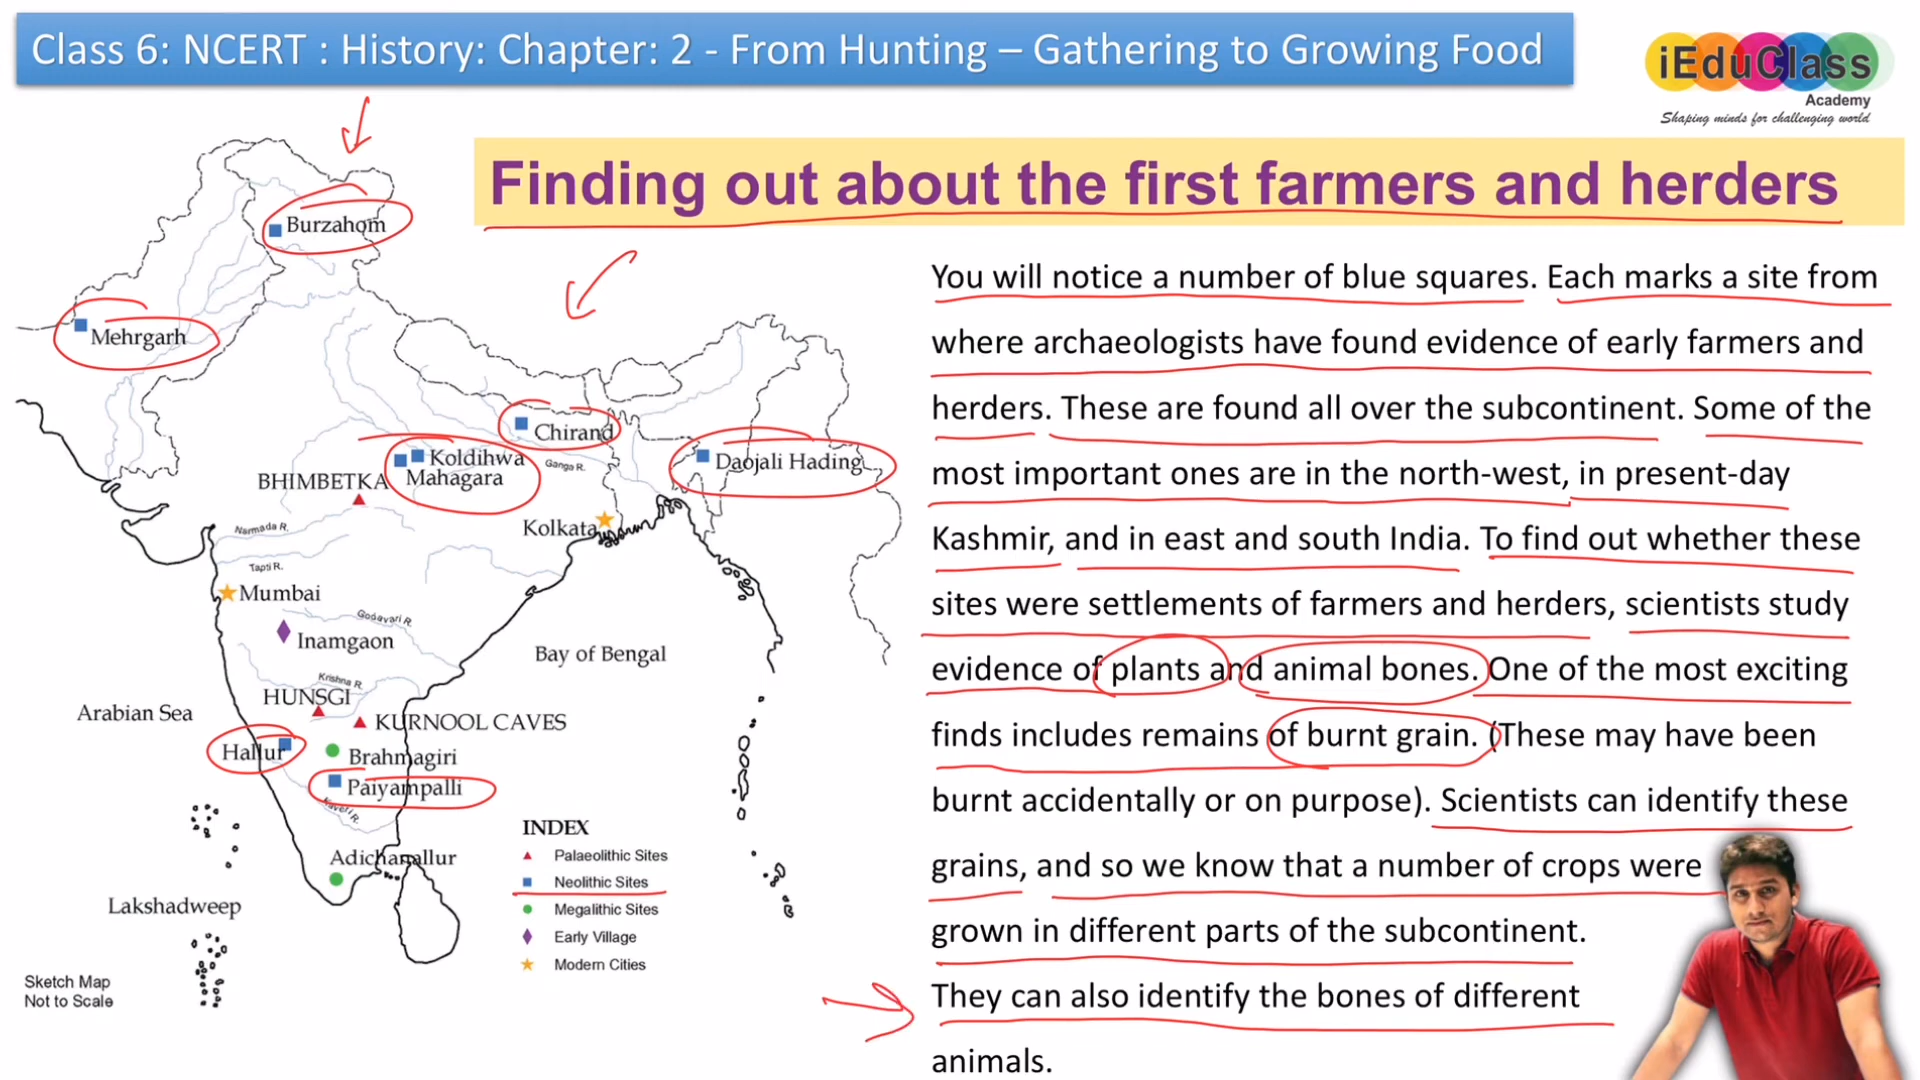 Class 6: NCERT : History: Chapter: 2 - From Hunting – Gathering to Growing Food
iEduClass
Academy
Shaping minds for challenging world
Finding out about the first farmers and herders
Burzahom
Mehrgarh
Chirand
Koldihwa
Mahagara
Daojali Hading
BHIMBETKA
Ganga R.
Kolkata
Narmada R.
Tapti R.
Mumbai
Godavari R.
Inamgaon
Bay of Bengal
Krishna R.
HUNSGI
Arabian Sea
KURNOOL CAVES
Hallur
Brahmagiri
Paiyampalli
Kaveri R.
Adichanallur
Lakshadweep
Sketch Map
Not to Scale
INDEX
Palaeolithic Sites
Neolithic Sites
Megalithic Sites
Early Village
Modern Cities
You will notice a number of blue squares. Each marks a site from
where archaeologists have found evidence of early farmers and
herders. These are found all over the subcontinent. Some of the
most important ones are in the north-west, in present-day
Kashmir, and in east and south India. To find out whether these
sites were settlements of farmers and herders, scientists study
evidence of plants and animal bones. One of the most exciting
finds includes remains of burnt grain. (These may have been
burnt accidentally or on purpose). Scientists can identify these
grains, and so we know that a number of crops were
grown in different parts of the subcontinent.
They can also identify the bones of different
animals.